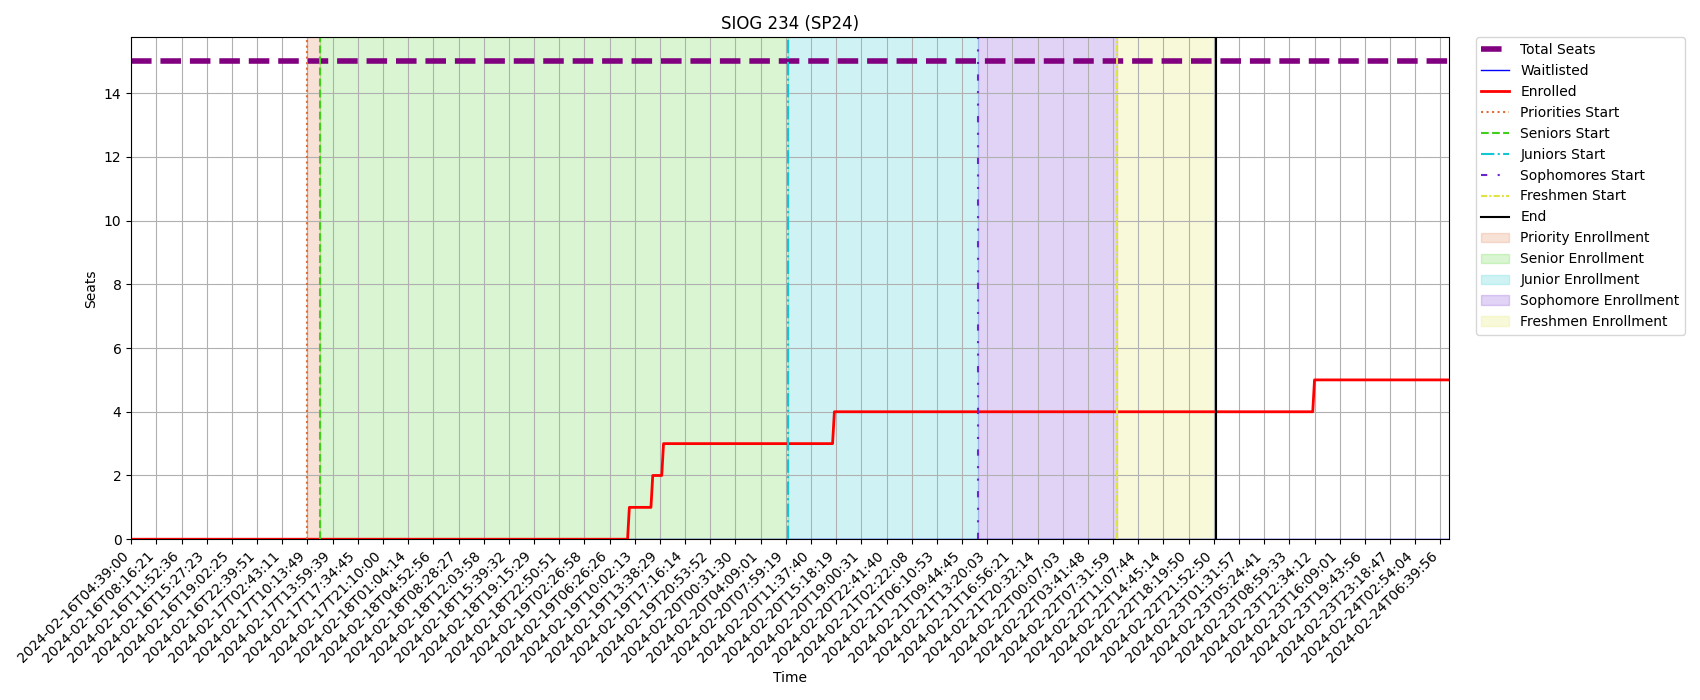 SIOG 234 (SP24)
Total Seats
Waitlisted
Enrolled
Priorities Start
Seniors Start
Juniors Start
Sophomores Start
Freshmen Start
End
Priority Enrollment
Senior Enrollment
Junior Enrollment
Sophomore Enrollment
Freshmen Enrollment
Seats
14
12
10
8
6
4
2
0
2024-02-16T04:39:00
2024-02-16T08:16:21
2024-02-16T11:52:36
2024-02-16T15:27:23
2024-02-16T19:02:25
2024-02-16T22:39:51
2024-02-17T02:43:11
2024-02-17T10:13:49
2024-02-17T13:59:39
2024-02-17T17:34:45
2024-02-17T21:10:00
2024-02-18T01:04:14
2024-02-18T04:52:56
2024-02-18T08:28:27
2024-02-18T12:03:58
2024-02-18T15:39:32
2024-02-18T19:15:29
2024-02-18T22:50:51
2024-02-19T02:26:58
2024-02-19T06:26:26
2024-02-19T10:02:13
2024-02-19T13:38:29
2024-02-19T17:16:14
2024-02-19T20:53:52
2024-02-20T00:31:30
2024-02-20T04:09:01
2024-02-20T07:59:19
2024-02-20T11:37:40
2024-02-20T15:18:19
2024-02-20T19:00:31
2024-02-20T22:41:40
2024-02-21T02:22:08
2024-02-21T06:10:53
2024-02-21T09:44:45
2024-02-21T13:20:03
2024-02-21T16:56:21
2024-02-21T20:32:14
2024-02-22T00:07:03
2024-02-22T03:41:48
2024-02-22T07:31:59
2024-02-22T11:07:44
2024-02-22T14:45:14
2024-02-22T18:19:50
2024-02-22T21:52:50
2024-02-23T01:31:57
2024-02-23T05:24:41
2024-02-23T08:59:33
2024-02-23T12:34:12
2024-02-23T16:09:01
2024-02-23T19:43:56
2024-02-23T23:18:47
2024-02-24T02:54:04
2024-02-24T06:39:56
Time